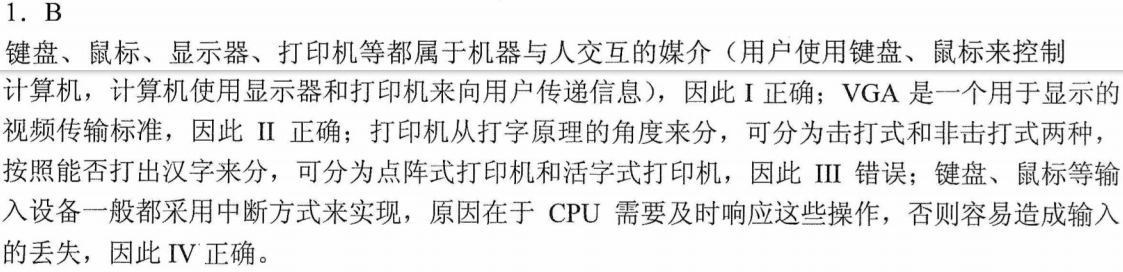 1．B
键盘、鼠标、显示器、打印机等都属于机器与人交互的媒介（用户使用键盘、鼠标来控制
计算机，计算机使用显示器和打印机来向用户传递信息），因此 I 正确；VGA 是一个用于显示的
视频传输标准，因此 II 正确；打印机从打字原理的角度来分，可分为击打式和非击打式两种，
按照能否打出汉字来分，可分为点阵式打印机和活字式打印机，因此 III 错误；键盘、鼠标等输
入设备一般都采用中断方式来实现，原因在于 CPU 需要及时响应这些操作，否则容易造成输入
的丢失，因此 IV 正确。